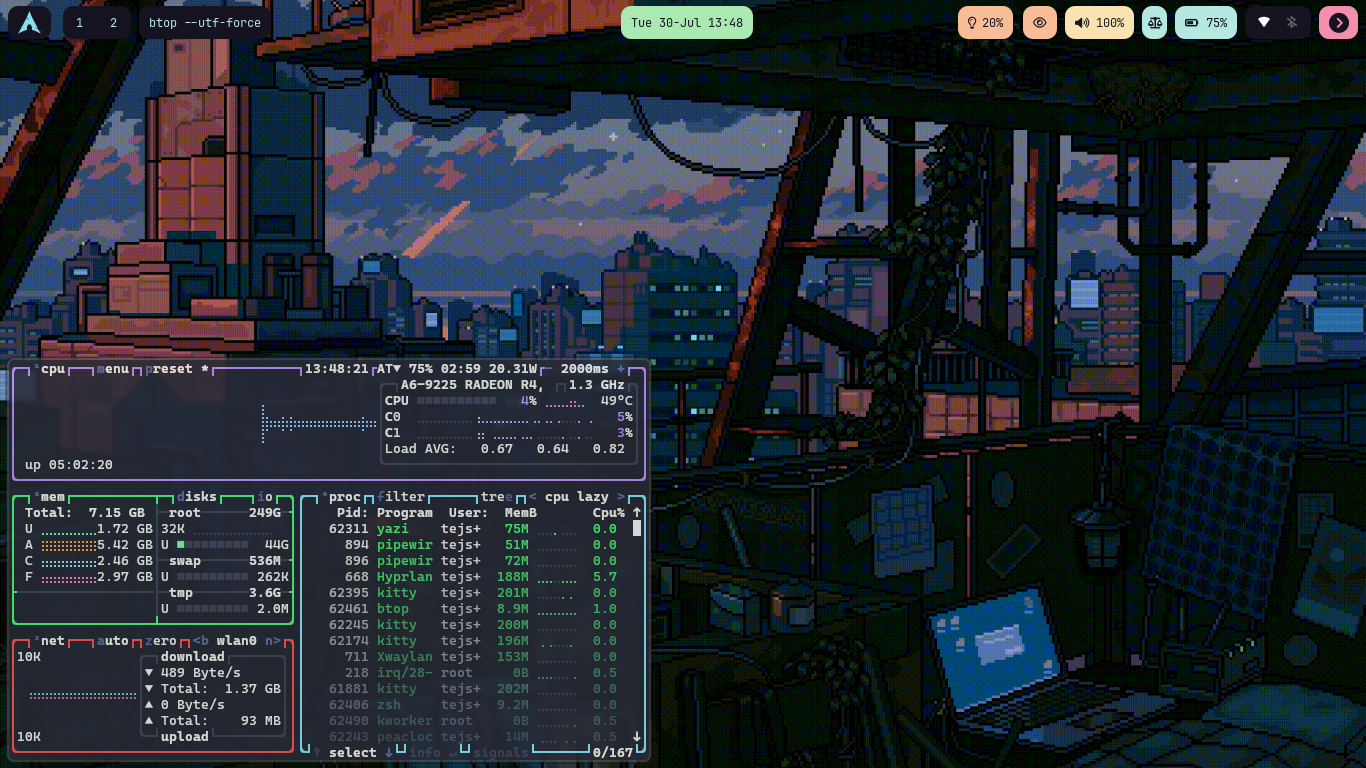 1 2 btop --utf-force Tue 30-Jul 13:48 20% 100% 75%
cpu menu preset * 13:48:21 AT▼ 75% 02:59 20.31W - 2000ms +
A6-9225 RADEON R4, 1.3 GHz
CPU 4% 49°C
C0 5%
C1 3%
Load AVG: 0.67 0.64 0.82
up 05:02:20
mem disks io
Total: 7.15 GB root 249G
U 1.72 GB 32K
A 5.42 GB U 44G
C 2.46 GB swap 536M
F 2.97 GB U 262K
tmp 3.6G
U 2.0M
net auto zero <b wlan0 n>
10K download
▼ 489 Byte/s
▼ Total: 1.37 GB
▲ 0 Byte/s
▲ Total: 93 MB
10K upload
proc filter tree < cpu lazy >
Pid: Program User: MemB Cpu% ↑
62311 yazi tejs+ 75M 0.0
894 pipewir tejs+ 51M 0.0
896 pipewir tejs+ 72M 0.0
668 Hyprlan tejs+ 188M 5.7
62395 kitty tejs+ 201M 0.0
62461 btop tejs+ 8.9M 1.0
62245 kitty tejs+ 200M 0.0
62174 kitty tejs+ 196M 0.0
711 Xwaylan tejs+ 153M 0.0
218 irq/28- root 0B 0.5
61881 kitty tejs+ 202M 0.0
62406 zsh tejs+ 9.2M 0.0
62490 kworker root 0B 0.5
62243 peacloc tejs+ 14M 0.5 ↓
↑ select ↓ info ↵ signals 0/167